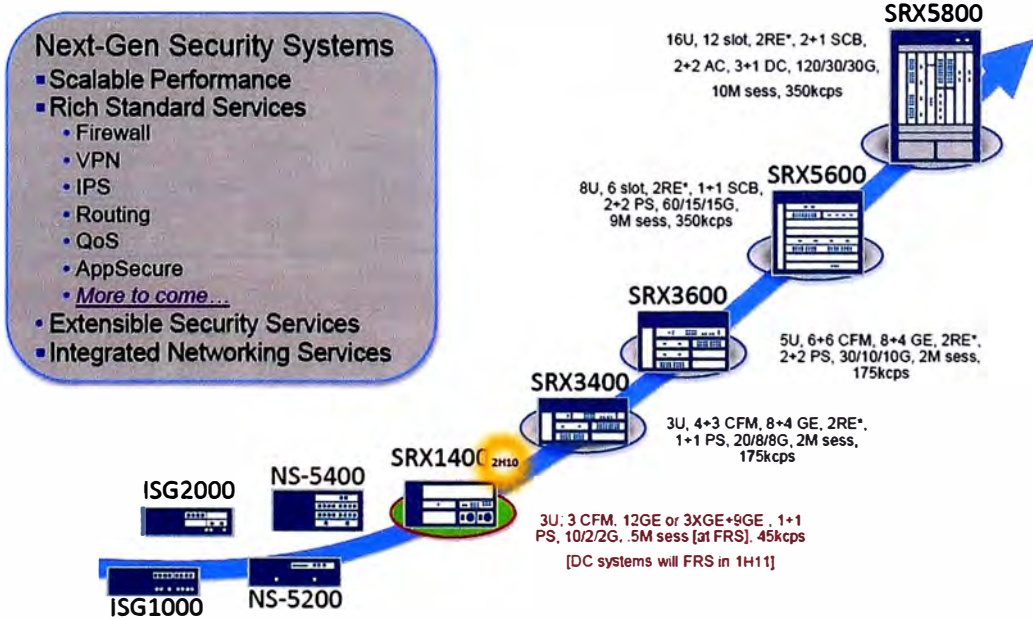 Next-Gen Security Systems
▪ Scalable Performance
▪ Rich Standard Services
• Firewall
• VPN
• IPS
• Routing
• QoS
• AppSecure
• More to come...
• Extensible Security Services
▪ Integrated Networking Services
SRX5800
16U, 12 slot, 2RE*, 2+1 SCB,
2+2 AC, 3+1 DC, 120/30/30G,
10M sess, 350kcps
SRX5600
8U, 6 slot, 2RE*, 1+1 SCB,
2+2 PS, 60/15/15G,
9M sess, 350kcps
SRX3600
5U, 6+6 CFM, 8+4 GE, 2RE*,
2+2 PS, 30/10/10G, 2M sess,
175kcps
SRX3400
3U, 4+3 CFM, 8+4 GE, 2RE*,
1+1 PS, 20/8/8G, 2M sess,
175kcps
SRX1400
2H10
3U, 3 CFM, 12GE or 3XGE+9GE , 1+1
PS, 10/2/2G, .5M sess [at FRS], 45kcps
[DC systems will FRS in 1H11]
NS-5400
ISG2000
NS-5200
ISG1000